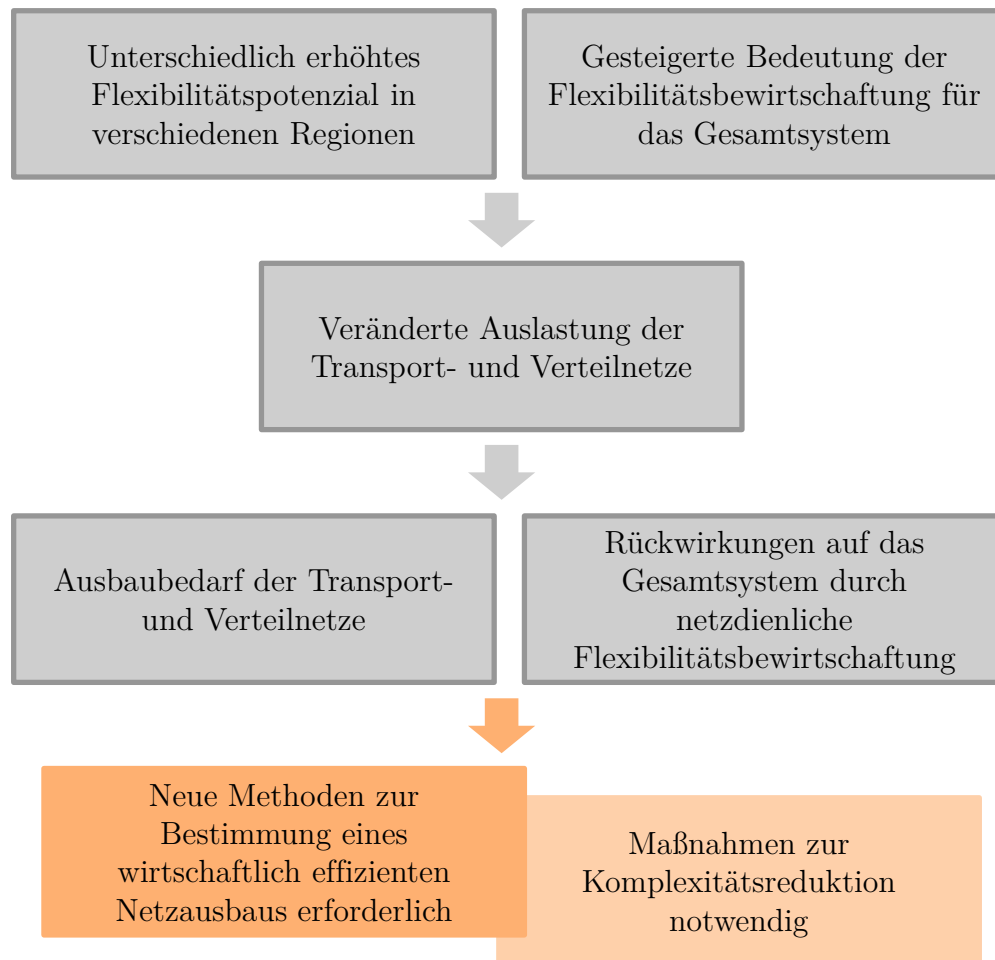 Unterschiedlich erhöhtes
Flexibilitätspotenzial in
verschiedenen Regionen
Gesteigerte Bedeutung der
Flexibilitätsbewirtschaftung für
das Gesamtsystem
Veränderte Auslastung der
Transport- und Verteilnetze
Ausbaubedarf der Transport-
und Verteilnetze
Rückwirkungen auf das
Gesamtsystem durch
netzdienliche
Flexibilitätsbewirtschaftung
Neue Methoden zur
Bestimmung eines
wirtschaftlich effizienten
Netzausbaus erforderlich
Maßnahmen zur
Komplexitätsreduktion
notwendig